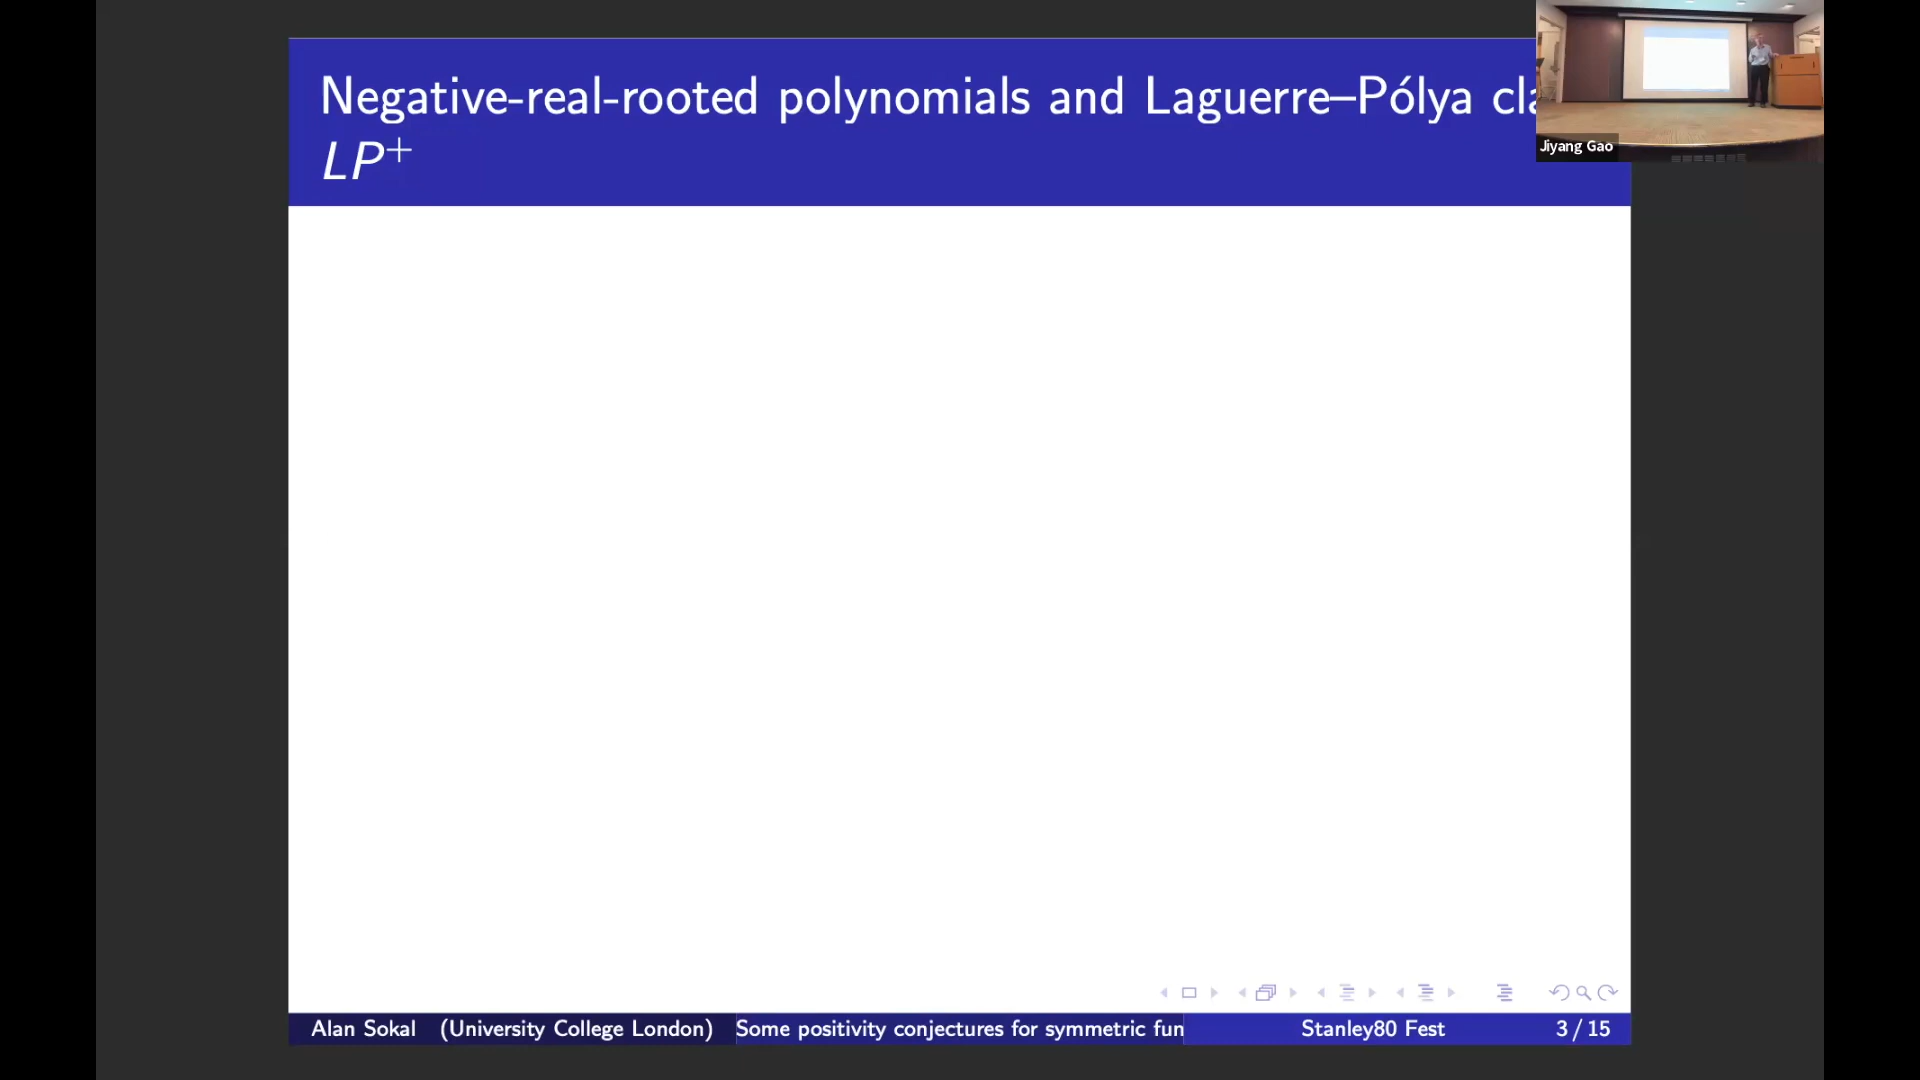 Negative-real-rooted polynomials and Laguerre–Pólya cla
LP⁺
Jiyang Gao
Alan Sokal (University College London)
Some positivity conjectures for symmetric fun
Stanley80 Fest
3 / 15